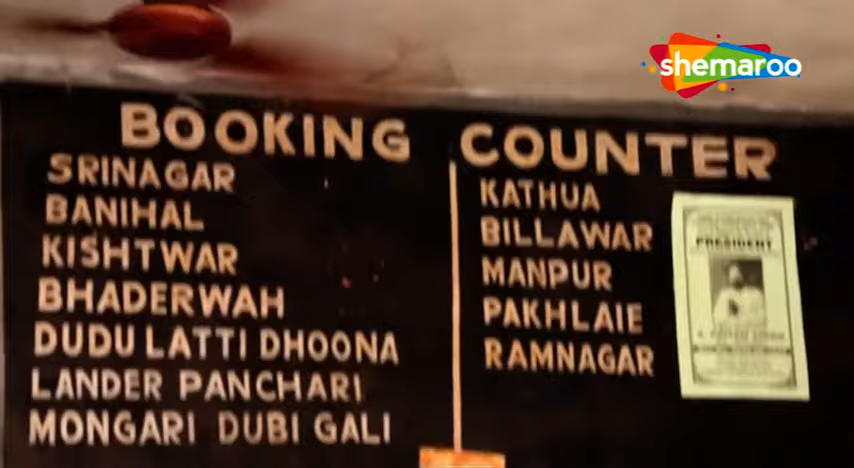 shemaroo
BOOKING COUNTER
SRINAGAR
BANIHAL
KISHTWAR
BHADERWAH
DUDU LATTI DHOONA
LANDER PANCHARI
MONGARI DUBI GALI
KATHUA
BILLAWAR
MANPUR
PAKHLAIE
RAMNAGAR
PRESIDENT